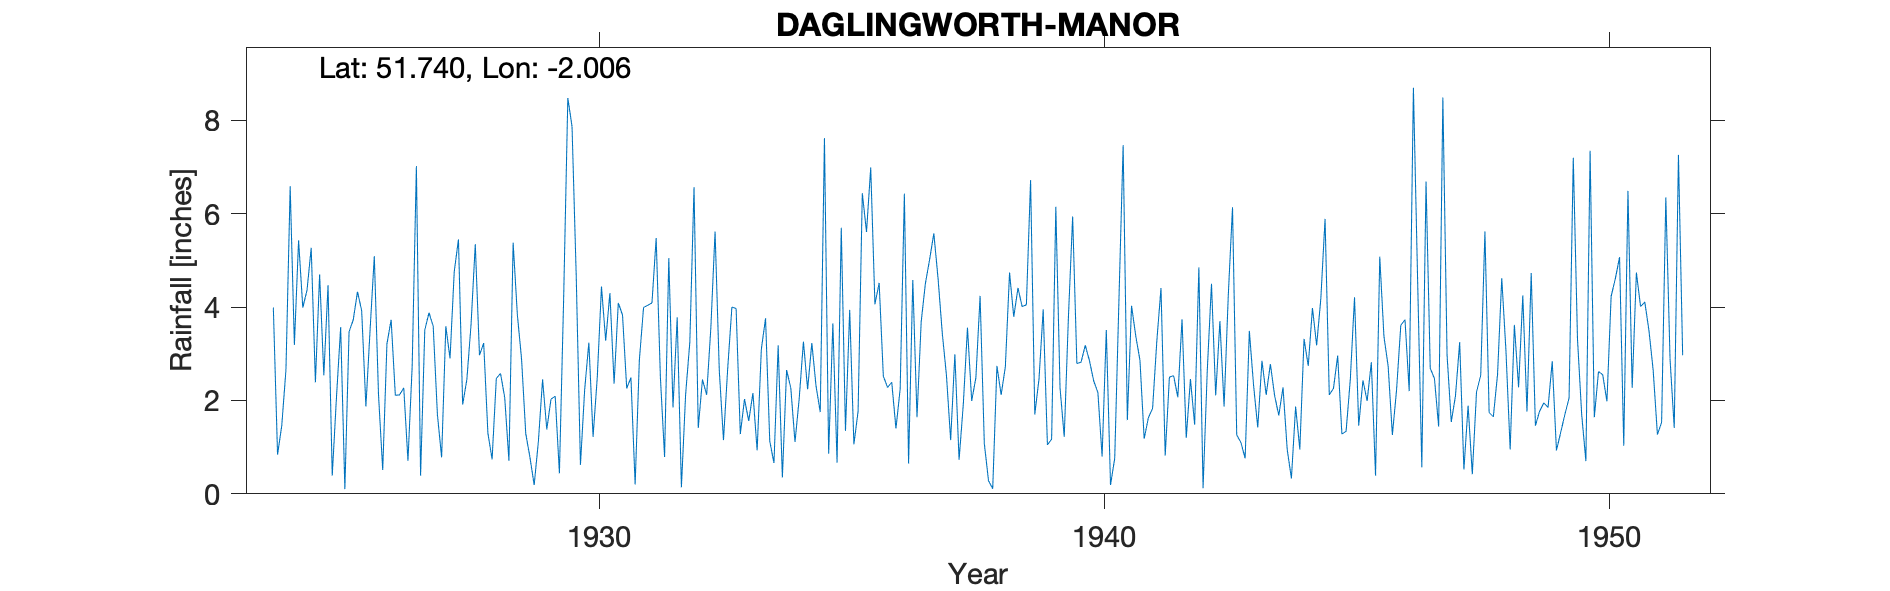 DAGLINGWORTH-MANOR
Lat: 51.740, Lon: -2.006
Rainfall [inches]
8
6
4
2
0
1930 1940 1950
Year